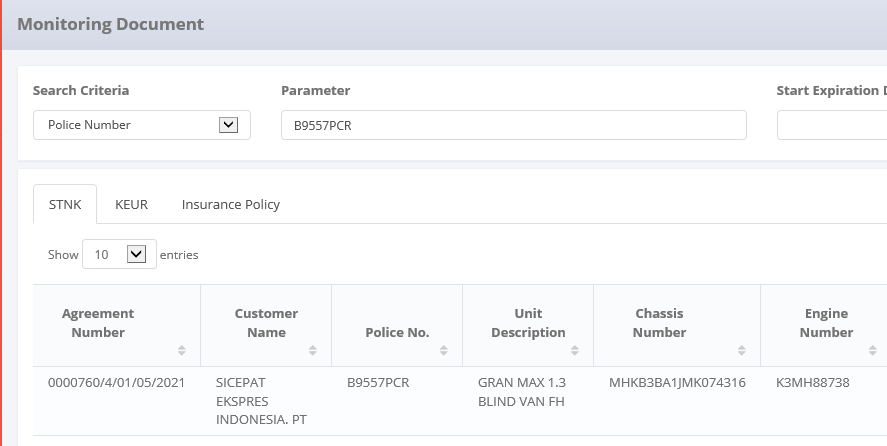 Monitoring Document
Search Criteria
Parameter
Start Expiration D
Police Number
B9557PCR
STNK
KEUR
Insurance Policy
Show 10 entries
Agreement Number
Customer Name
Police No.
Unit Description
Chassis Number
Engine Number
0000760/4/01/05/2021
SICEPAT
EKSPRES
INDONESIA. PT
B9557PCR
GRAN MAX 1.3
BLIND VAN FH
MHKB3BA1JMK074316
K3MH88738